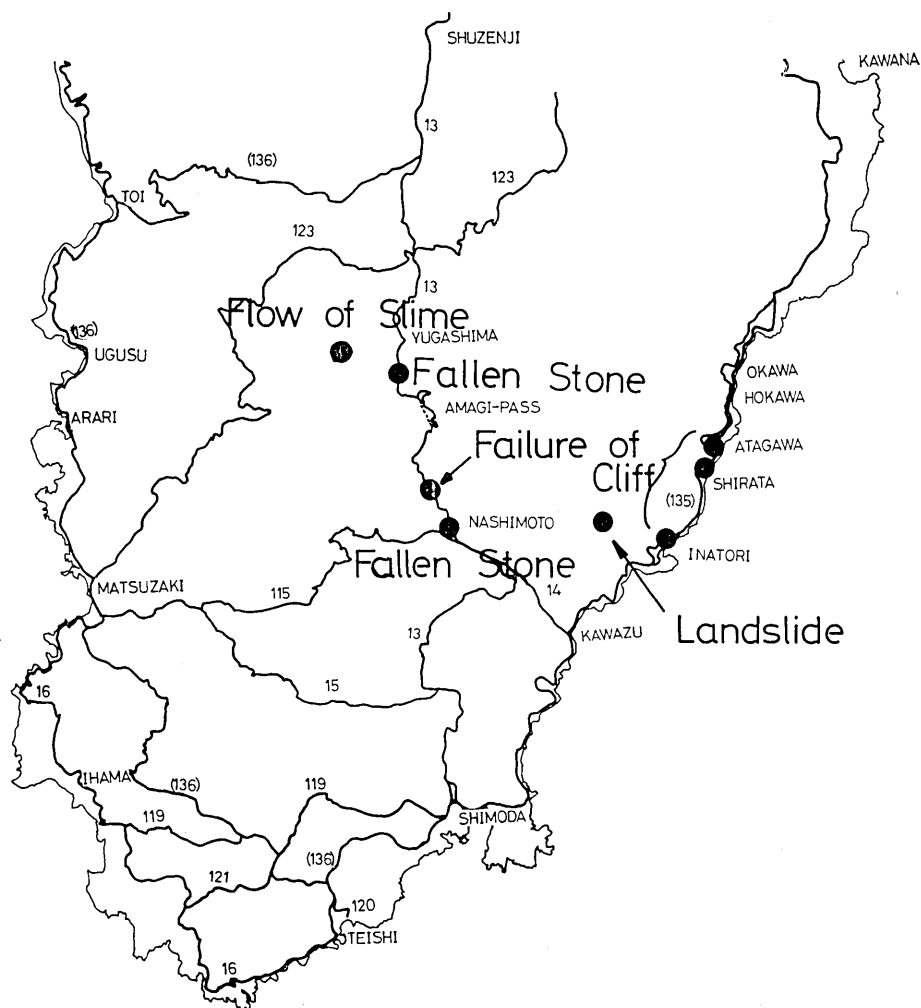 SHUZENJI
KAWANA
13
(136)
123
TOI
123
13
Flow of Slime
(136)
YUGASHIMA
UGUSU
Fallen Stone
OKAWA
HOKAWA
AMAGI-PASS
ARARI
Failure of
Cliff
ATAGAWA
SHIRATA
(135)
NASHIMOTO
INATORI
Fallen Stone
MATSUZAKI
115
14
13
KAWAZU
Landslide
16
15
IHAMA
(136)
119
SHIMODA
119
(136)
121
120
TEISHI
16